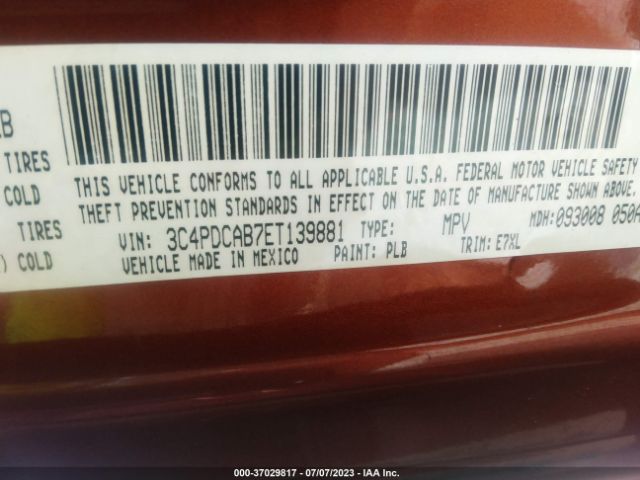 TIRES
COLD
TIRES
) COLD
THIS VEHICLE CONFORMS TO ALL APPLICABLE U.S.A. FEDERAL MOTOR VEHICLE SAFETY
THEFT PREVENTION STANDARDS IN EFFECT ON THE DATE OF MANUFACTURE SHOWN ABOVE.
VIN: 3C4PDCAB7ET139881 TYPE: MPV MDH:093008
VEHICLE MADE IN MEXICO PAINT: PLB TRIM: E7XL
000-37029817 - 07/07/2023 - IAA Inc.